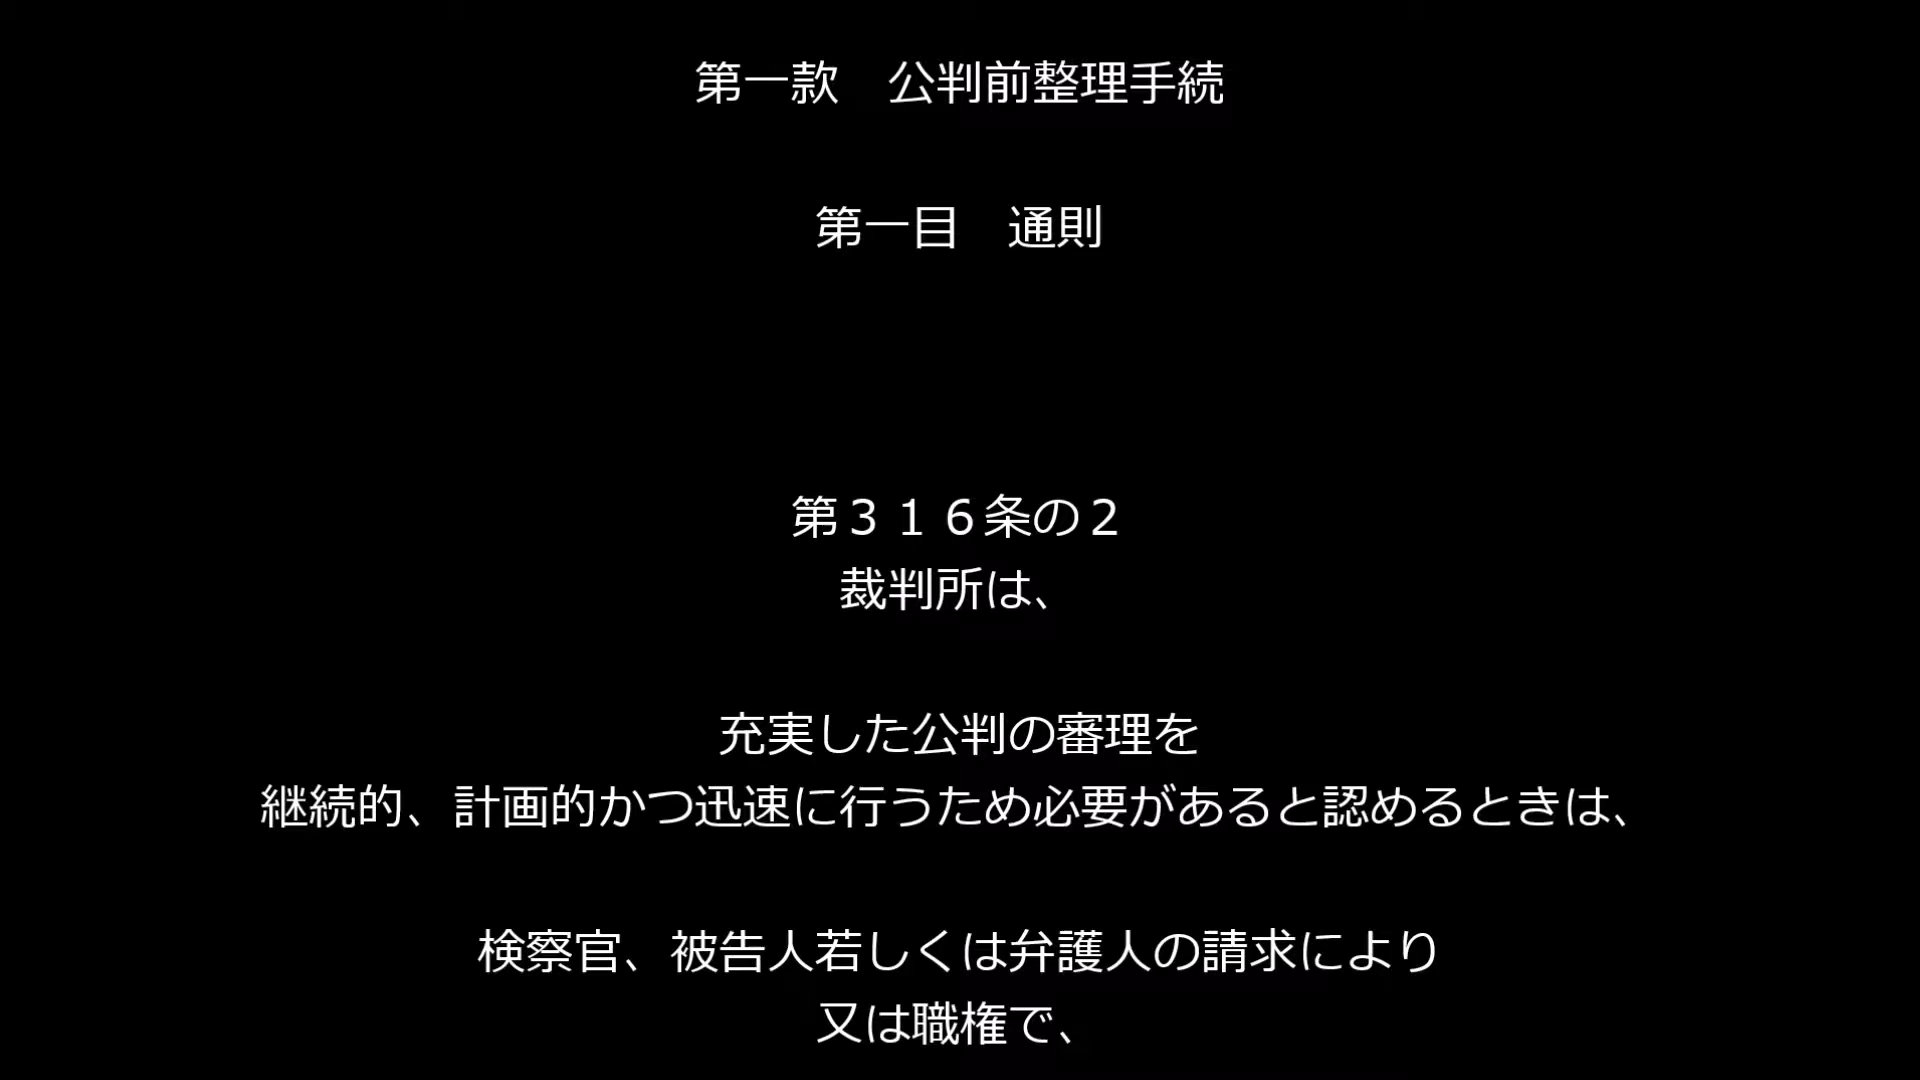 第一款　公判前整理手続
第一目　通則
第３１６条の２
裁判所は、
充実した公判の審理を
継続的、計画的かつ迅速に行うため必要があると認めるときは、
検察官、被告人若しくは弁護人の請求により
又は職権で、